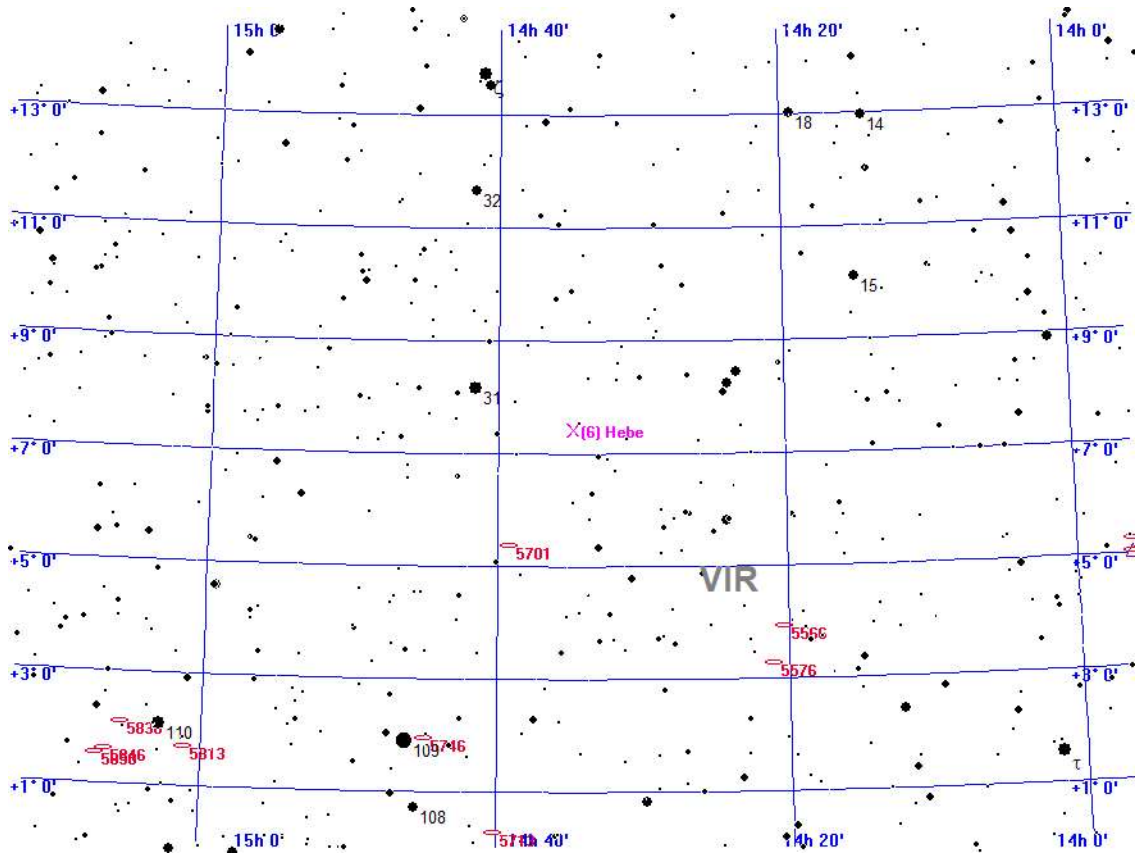 15h 0'
14h 40'
14h 20'
14h 0'
ζ
+13° 0'
18
14
+13° 0'
32
+11° 0'
+11° 0'
15
+9° 0'
+9° 0'
31
(6) Hebe
+7° 0'
+7° 0'
5701
+5° 0'
+5° 0'
VIR
5566
5576
+3° 0'
+3° 0'
5838
110
5813
5846
109
5746
τ
+1° 0'
+1° 0'
108
15h 0'
14h 40'
14h 20'
14h 0'